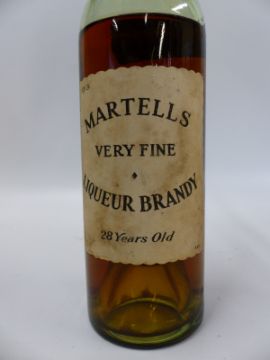 MARTELLS
VERY FINE
LIQUEUR BRANDY
28 Years Old